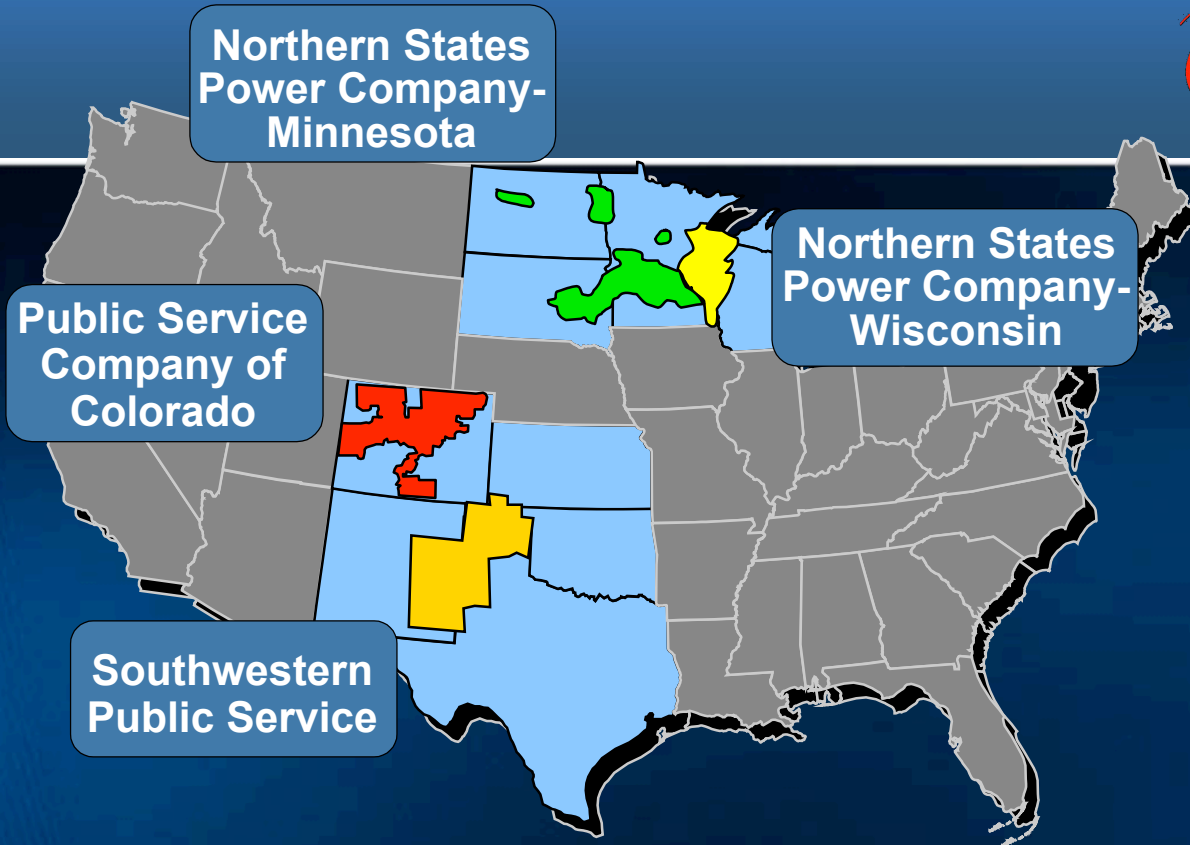 Northern States
Power Company-
Minnesota
Northern States
Power Company-
Wisconsin
Public Service
Company of
Colorado
Southwestern
Public Service